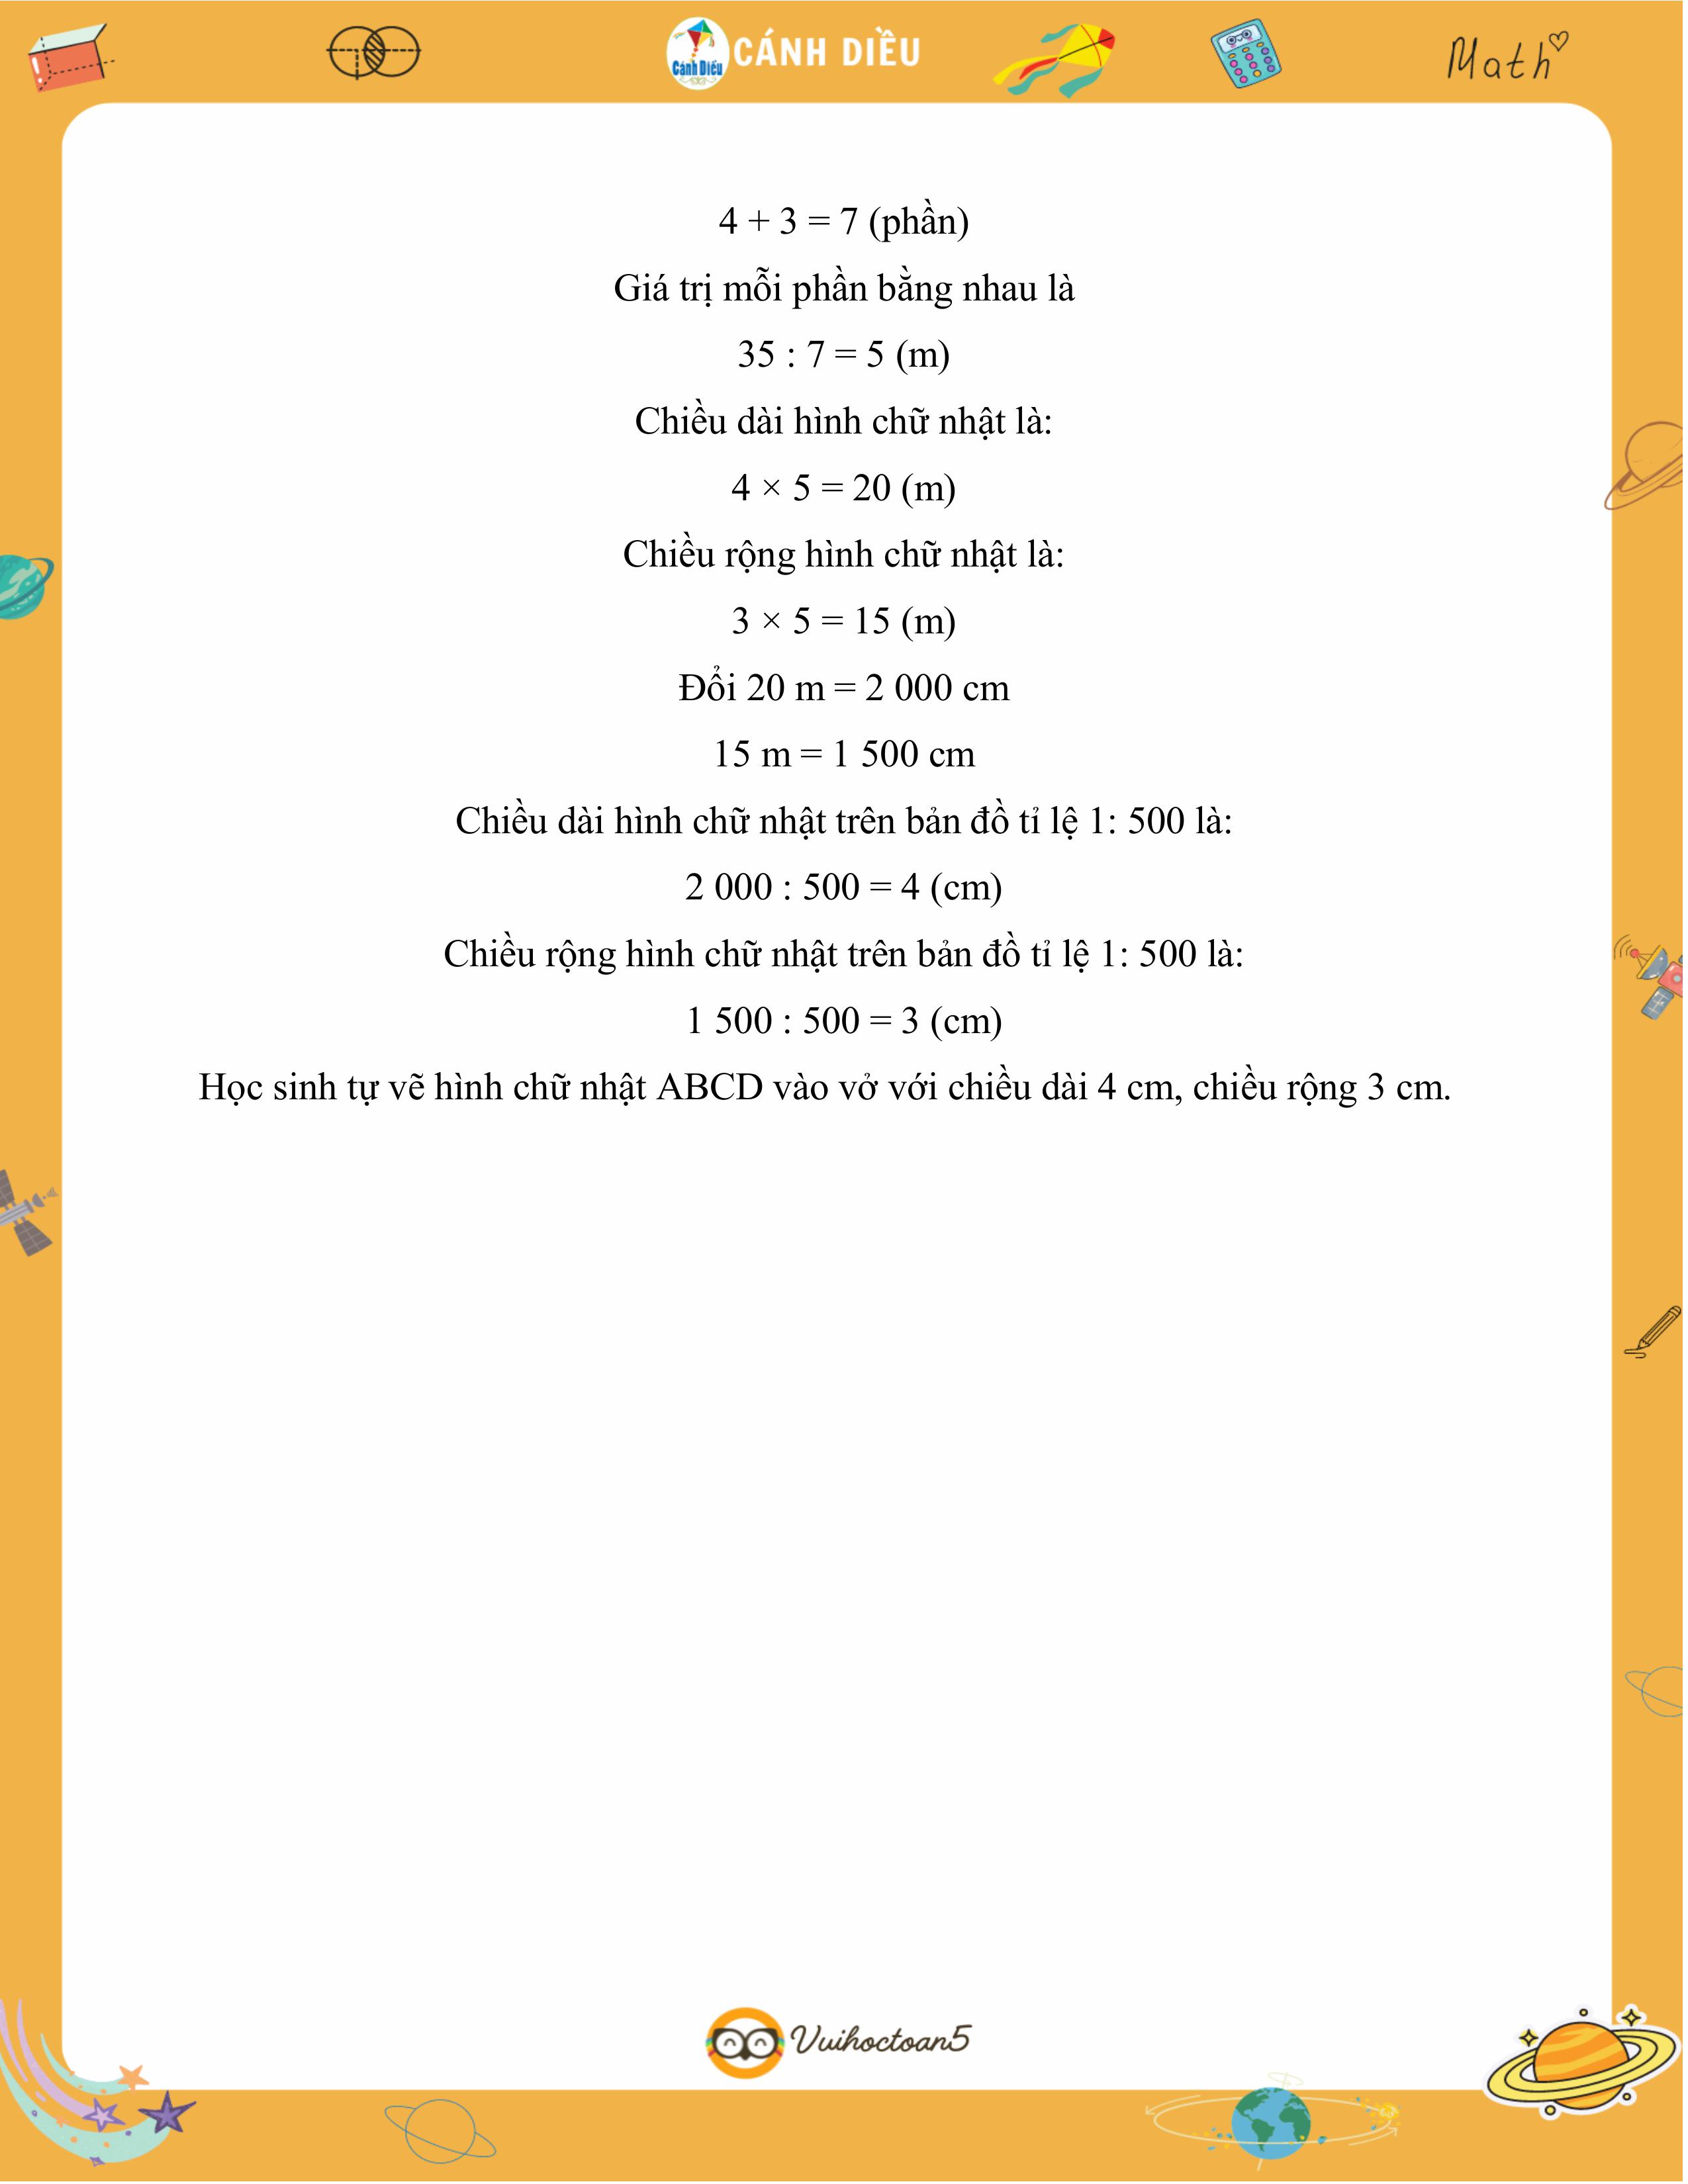 Cánh Diều
CÁNH DIỀU
Math
4 + 3 = 7 (phần)
Giá trị mỗi phần bằng nhau là
35 : 7 = 5 (m)
Chiều dài hình chữ nhật là:
4 × 5 = 20 (m)
Chiều rộng hình chữ nhật là:
3 × 5 = 15 (m)
Đổi 20 m = 2 000 cm
15 m = 1 500 cm
Chiều dài hình chữ nhật trên bản đồ tỉ lệ 1: 500 là:
2 000 : 500 = 4 (cm)
Chiều rộng hình chữ nhật trên bản đồ tỉ lệ 1: 500 là:
1 500 : 500 = 3 (cm)
Học sinh tự vẽ hình chữ nhật ABCD vào vở với chiều dài 4 cm, chiều rộng 3 cm.
Vuihoctoan5